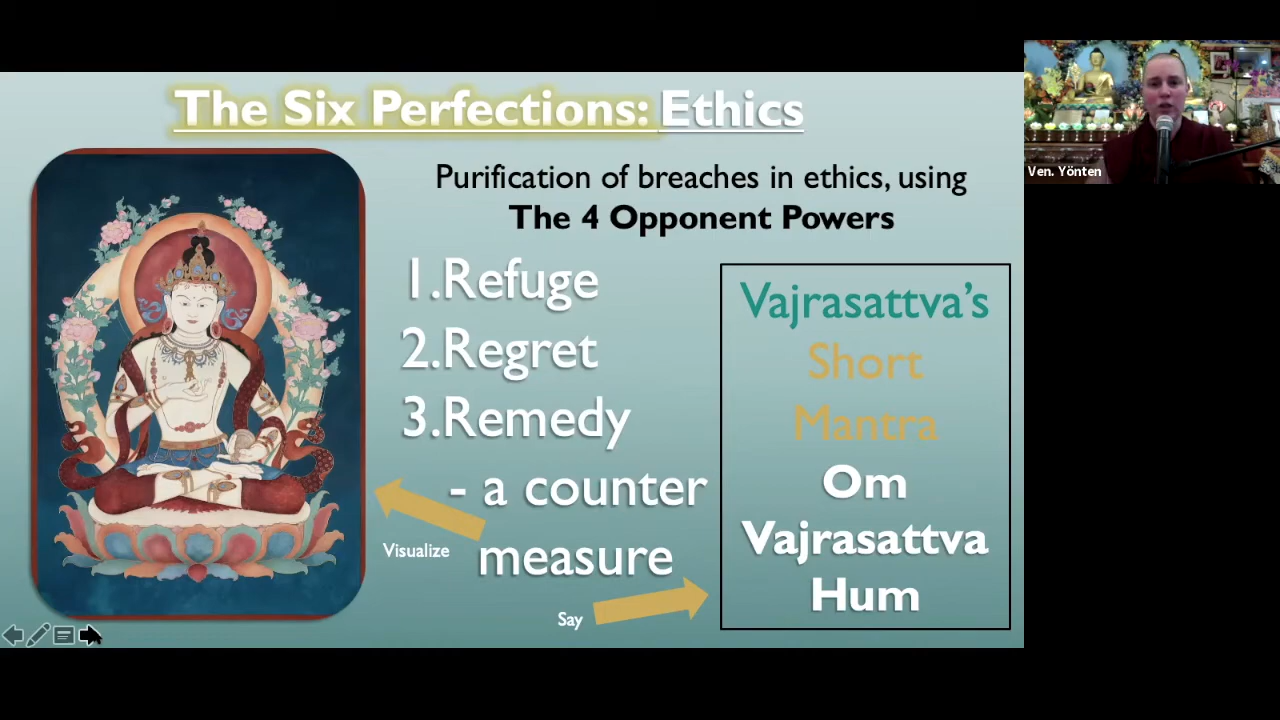 The Six Perfections: Ethics
Purification of breaches in ethics, using
The 4 Opponent Powers
1.Refuge
2.Regret
3.Remedy
- a counter
measure
Visualize
Say
Vajrasattva’s
Short
Mantra
Om
Vajrasattva
Hum
Ven. Yönten